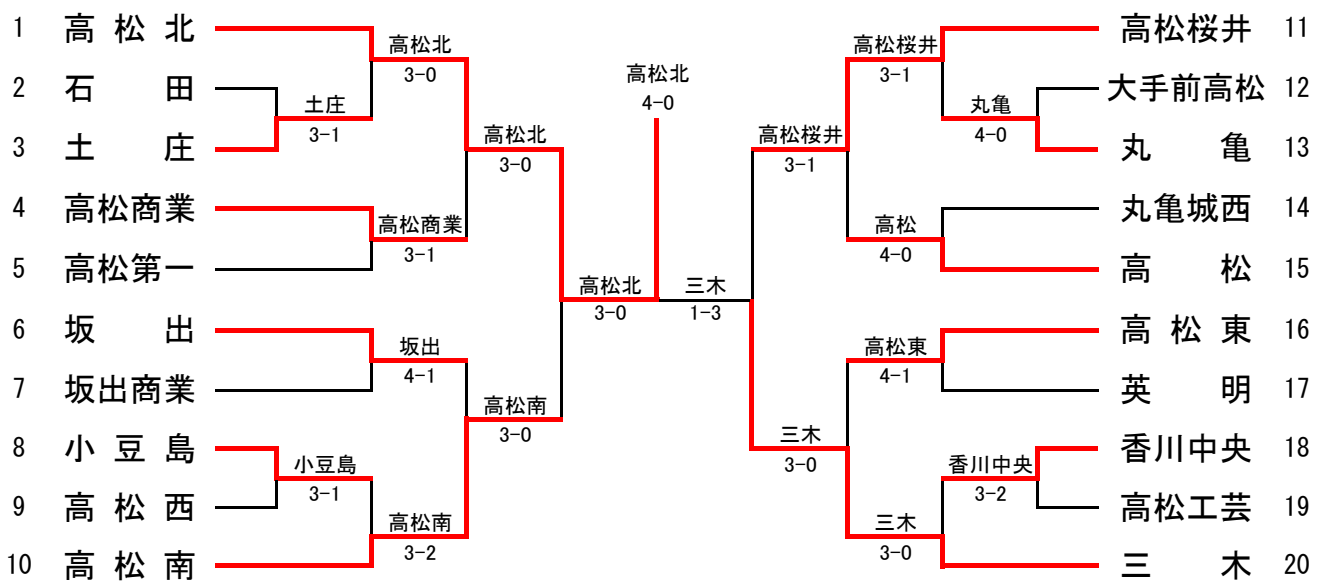 1 高松北
2 石田
3 土庄
4 高松商業
5 高松第一
6 坂出
7 坂出商業
8 小豆島
9 高松西
10 高松南
土庄
3-1
小豆島
3-1
高松北
3-0
高松商業
3-1
坂出
4-1
高松南
3-2
高松北
3-0
高松南
3-0
高松北
3-0
高松北
4-0
三木
1-3
高松桜井
3-1
三木
3-0
高松桜井
3-1
高松
4-0
高松東
4-1
三木
3-0
丸亀
4-0
香川中央
3-2
高松桜井 11
大手前高松 12
丸亀 13
丸亀城西 14
高松 15
高松東 16
英明 17
香川中央 18
高松工芸 19
三木 20